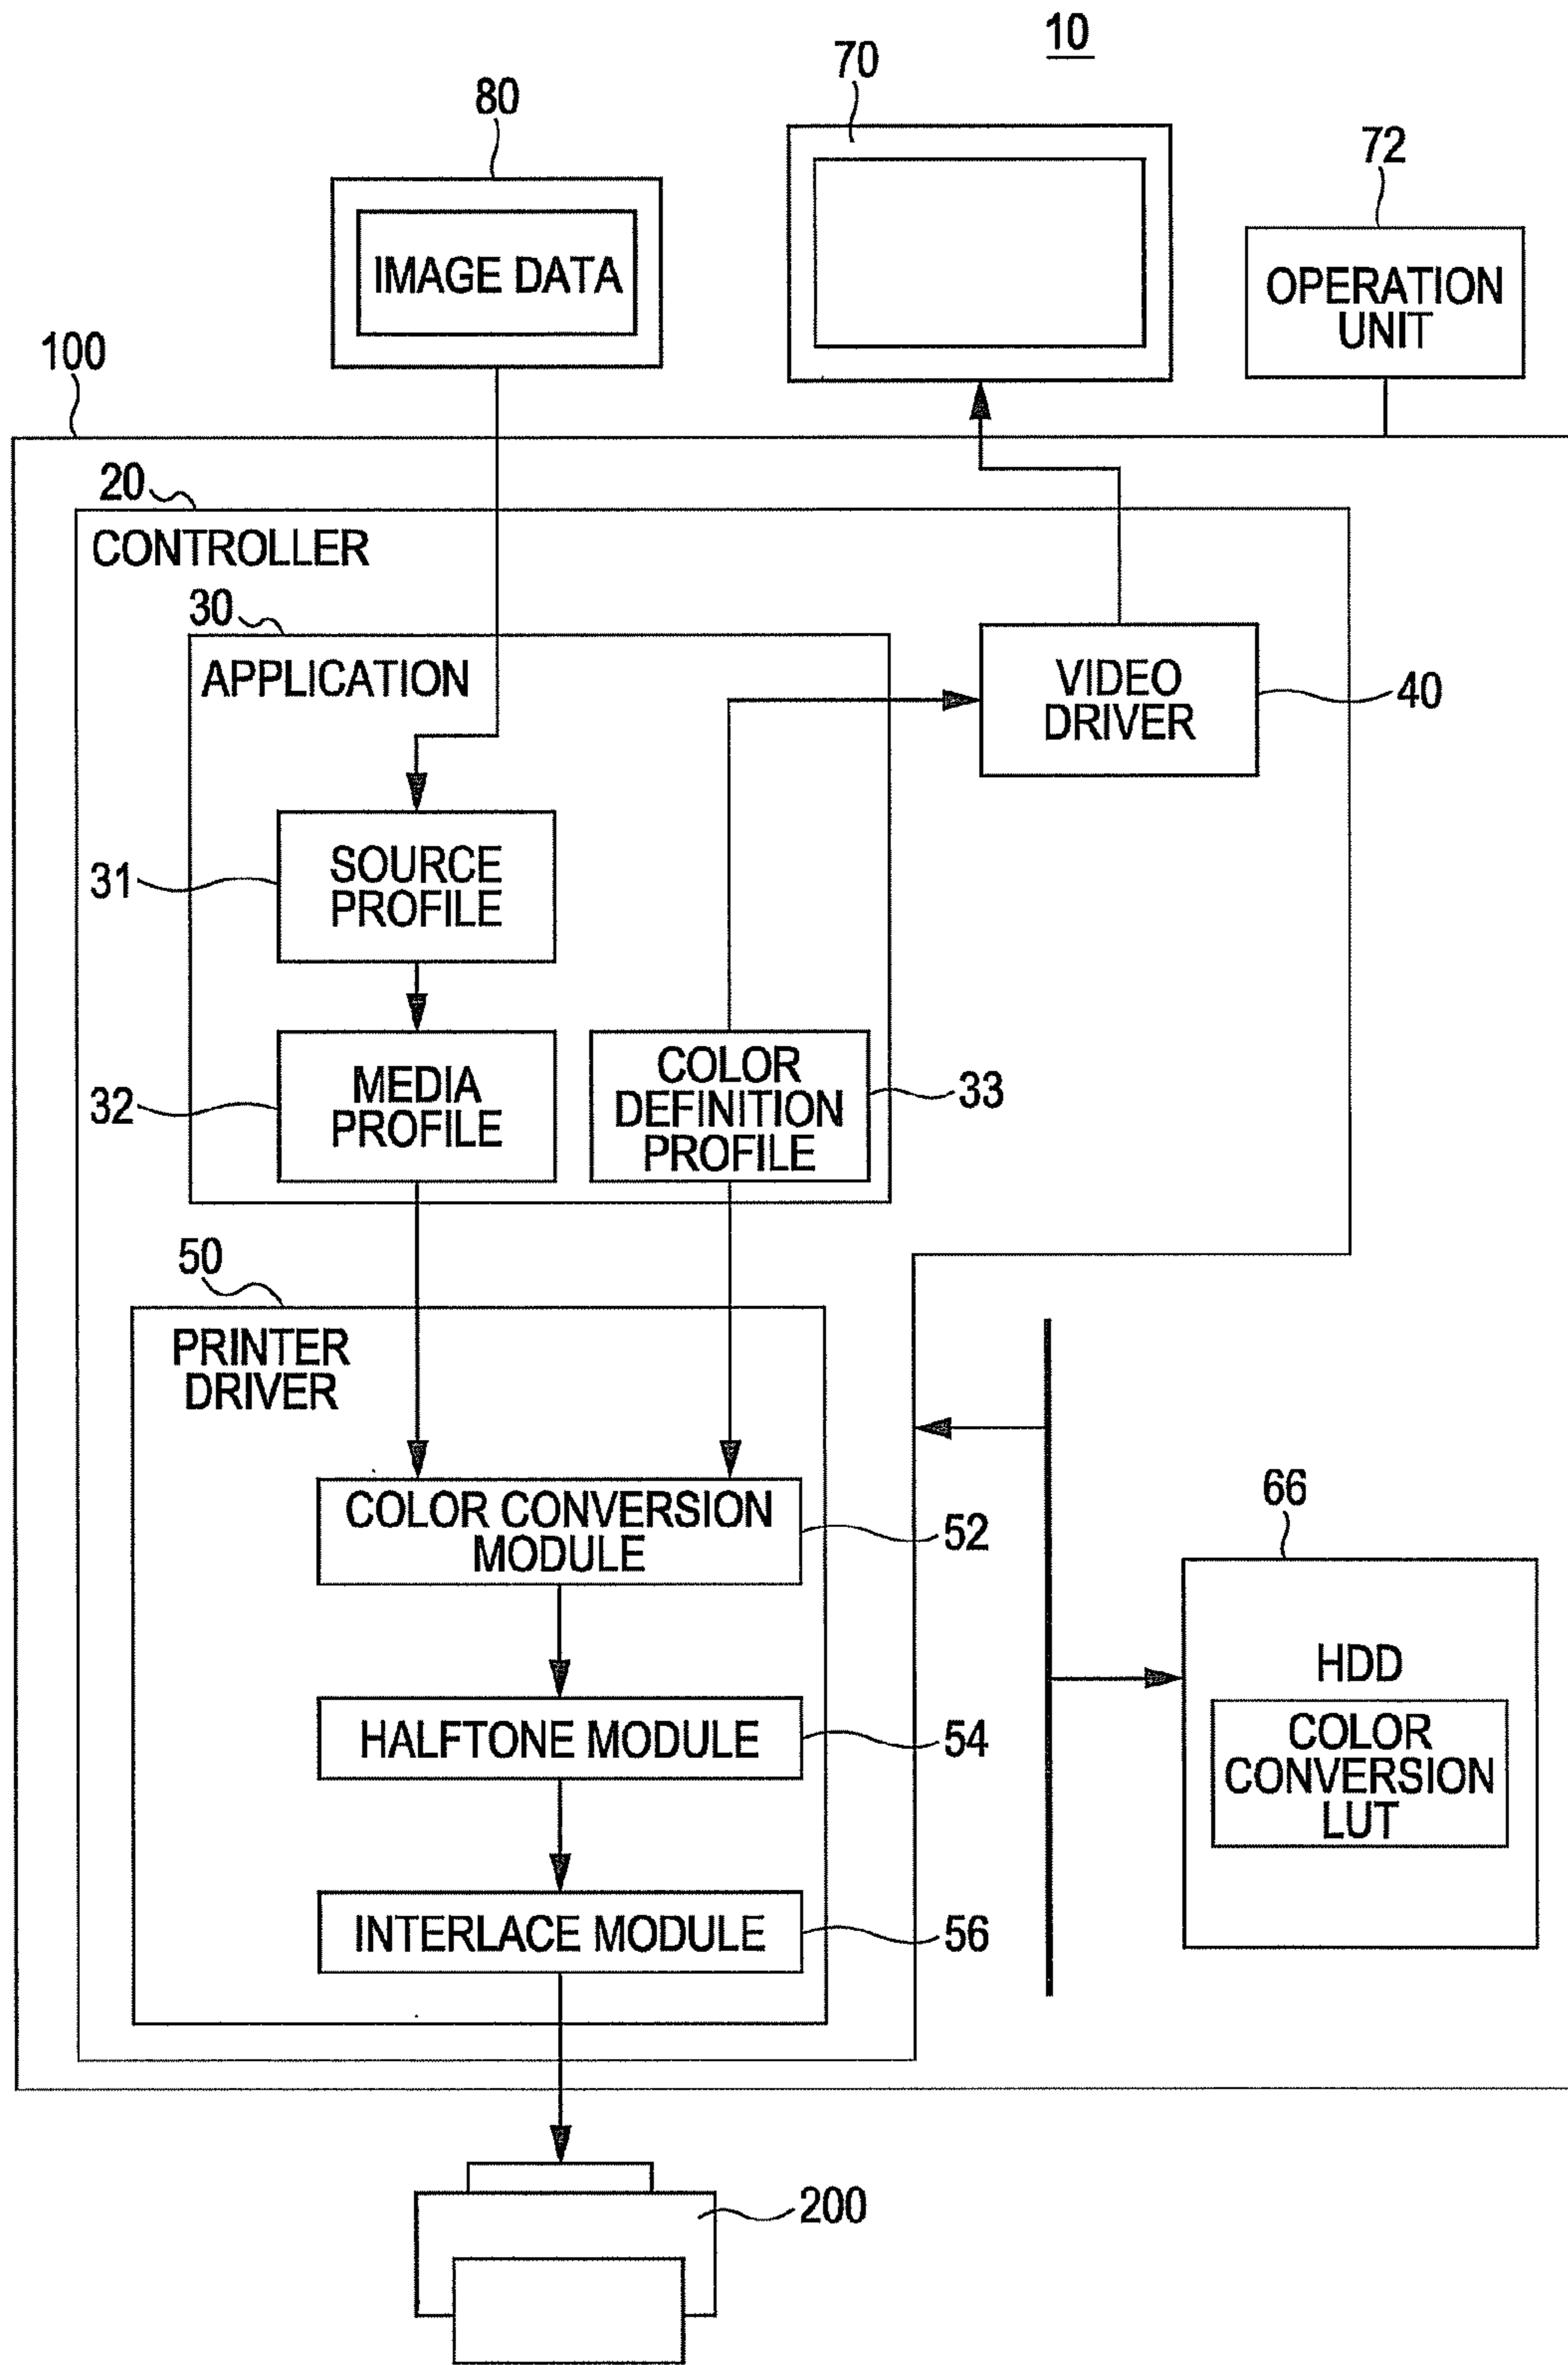 10
70
80
72
IMAGE DATA
OPERATION
UNIT
100
20
CONTROLLER
30
APPLICATION
VIDEO
DRIVER
40
31
SOURCE
PROFILE
32
MEDIA
PROFILE
COLOR
DEFINITION
PROFILE
33
50
PRINTER
DRIVER
COLOR CONVERSION
MODULE
52
66
HDD
COLOR
CONVERSION
LUT
HALFTONE MODULE
54
INTERLACE MODULE
56
200